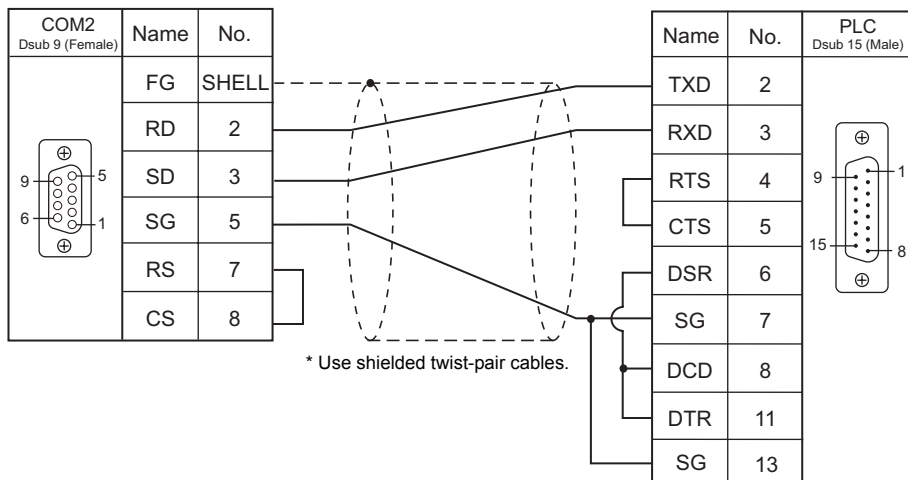 COM2
Dsub 9 (Female)
Name No.
FG SHELL
RD 2
SD 3
SG 5
RS 7
CS 8
9
5
6
1
* Use shielded twist-pair cables.
Name No.
PLC
Dsub 15 (Male)
TXD 2
RXD 3
RTS 4
CTS 5
DSR 6
SG 7
DCD 8
DTR 11
SG 13
9
1
15
8